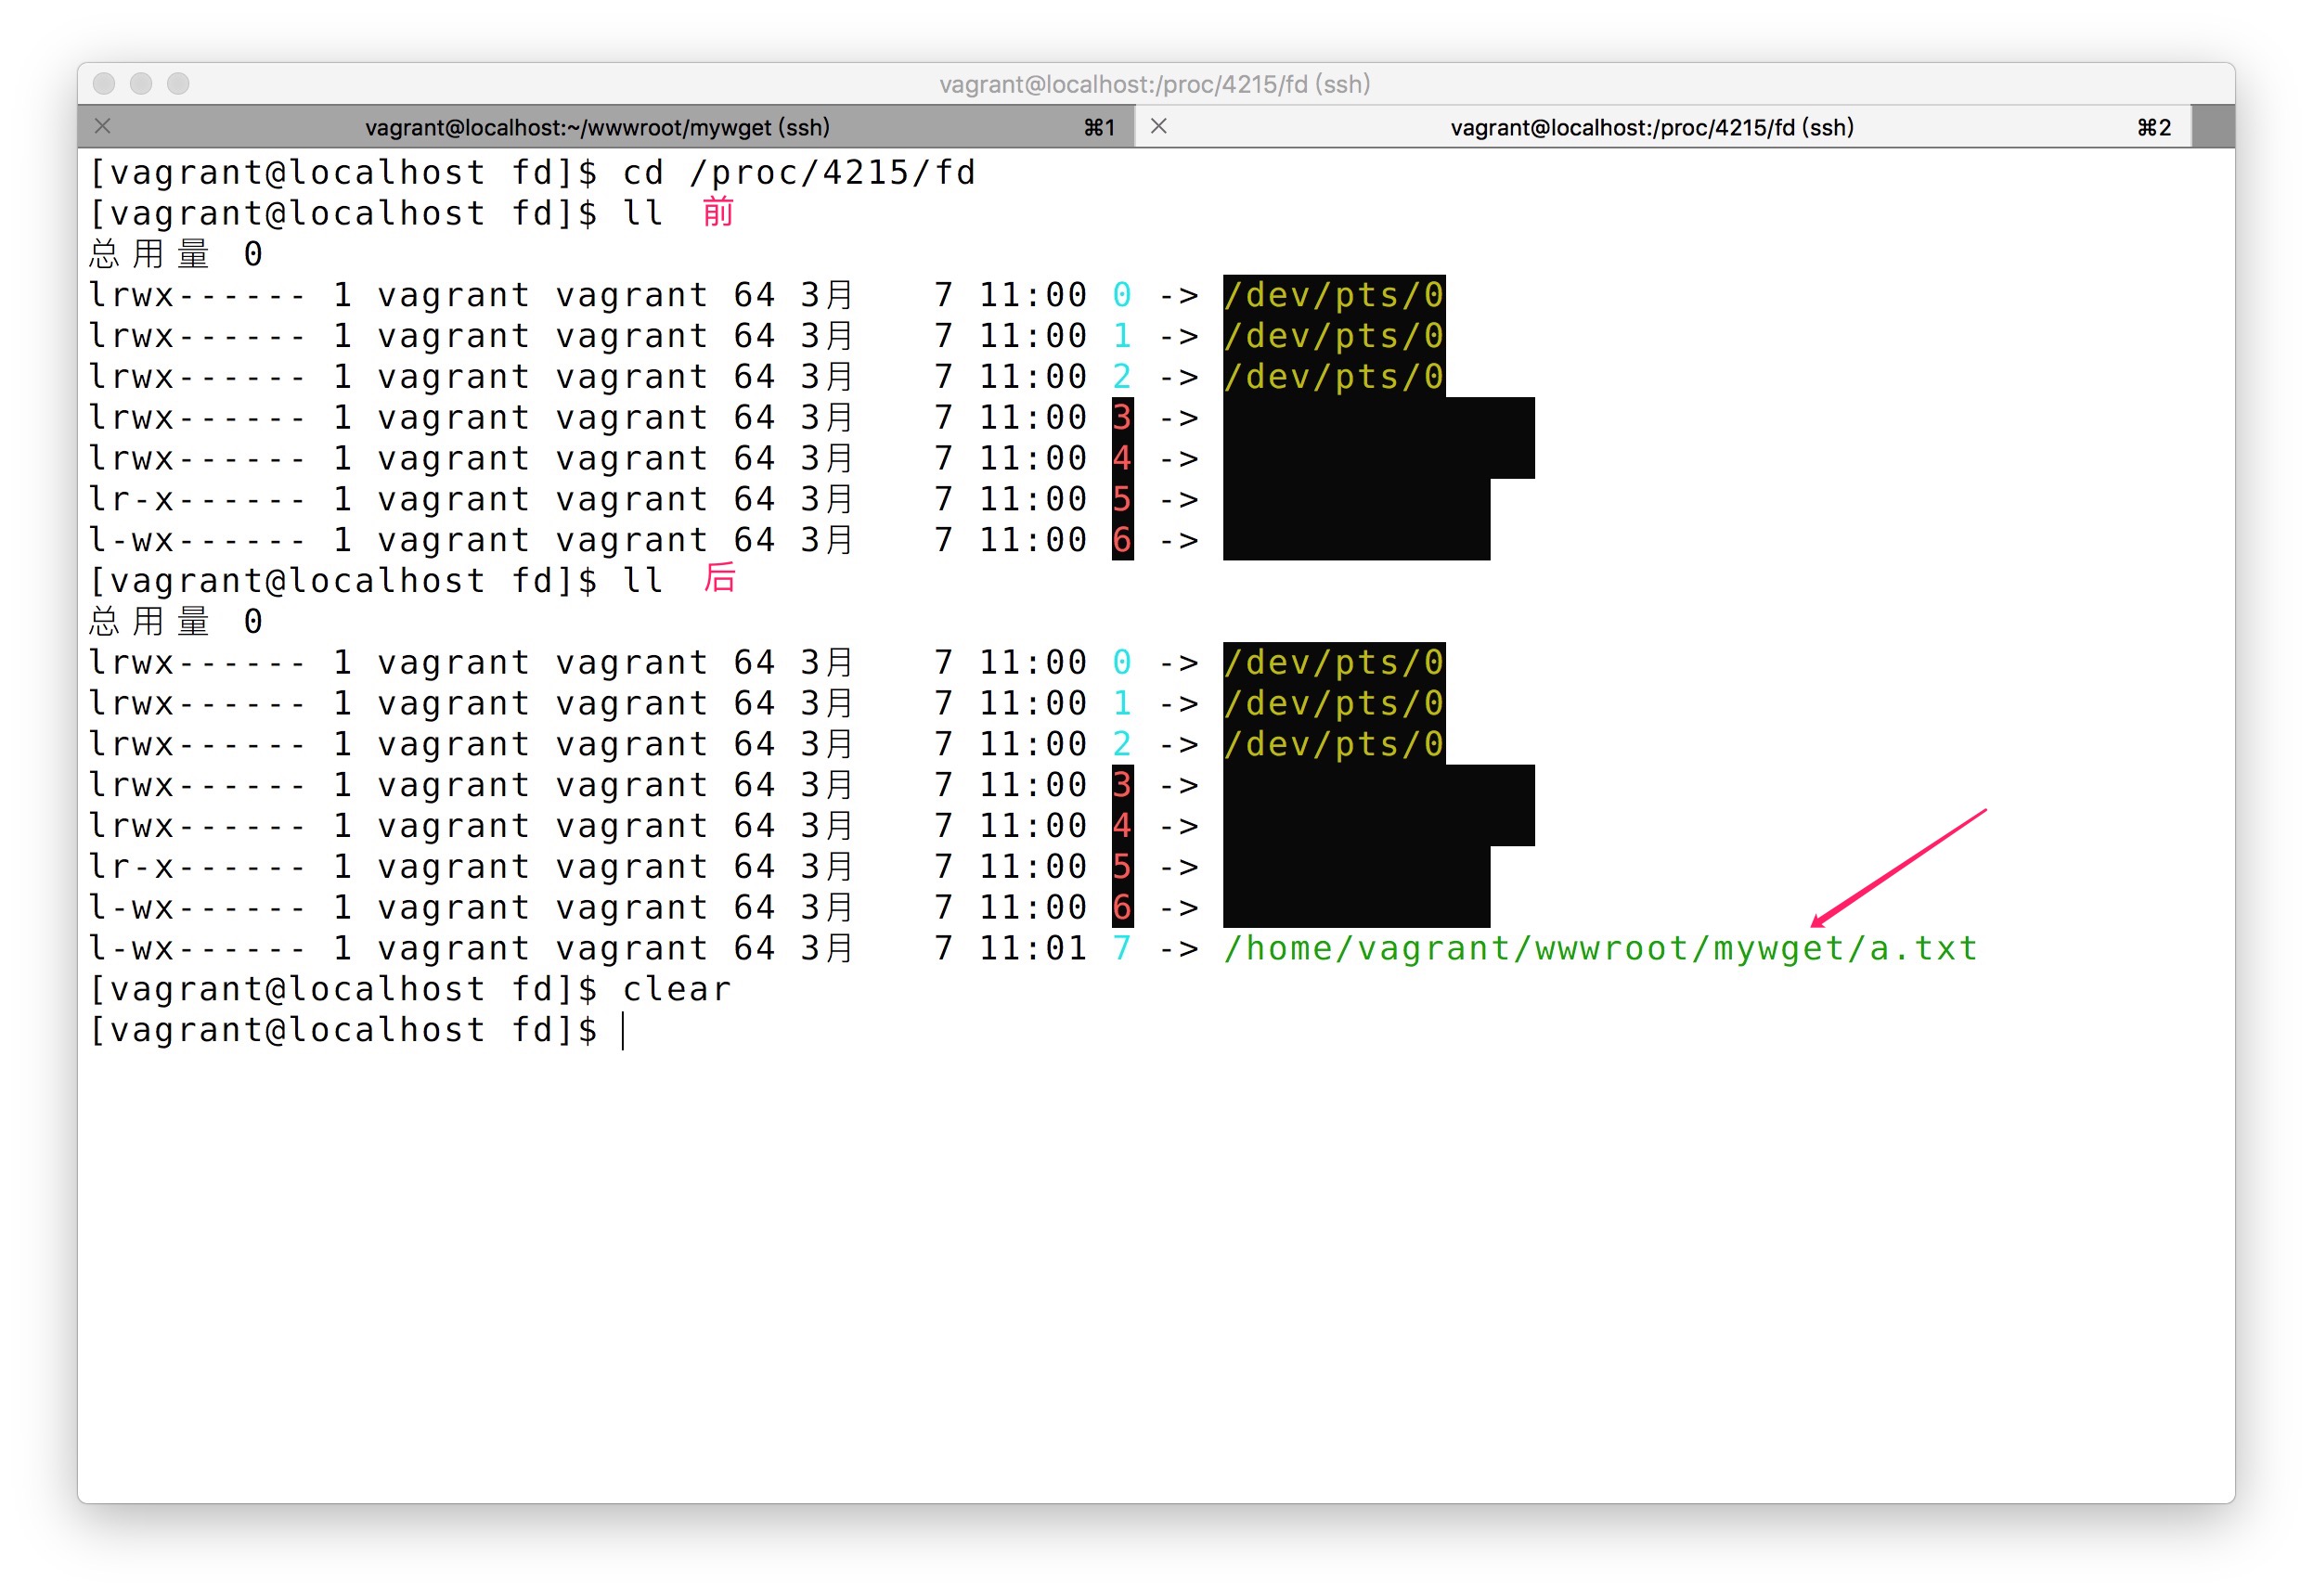 vagrant@localhost:/proc/4215/fd (ssh)
vagrant@localhost:~/wwwroot/mywget (ssh) ⌘1 vagrant@localhost:/proc/4215/fd (ssh) ⌘2
[vagrant@localhost fd]$ cd /proc/4215/fd
[vagrant@localhost fd]$ ll 前
总用量 0
lrwx------ 1 vagrant vagrant 64 3月 7 11:00 0 -> /dev/pts/0
lrwx------ 1 vagrant vagrant 64 3月 7 11:00 1 -> /dev/pts/0
lrwx------ 1 vagrant vagrant 64 3月 7 11:00 2 -> /dev/pts/0
lrwx------ 1 vagrant vagrant 64 3月 7 11:00 3 ->
lrwx------ 1 vagrant vagrant 64 3月 7 11:00 4 ->
lr-x------ 1 vagrant vagrant 64 3月 7 11:00 5 ->
l-wx------ 1 vagrant vagrant 64 3月 7 11:00 6 ->
[vagrant@localhost fd]$ ll 后
总用量 0
lrwx------ 1 vagrant vagrant 64 3月 7 11:00 0 -> /dev/pts/0
lrwx------ 1 vagrant vagrant 64 3月 7 11:00 1 -> /dev/pts/0
lrwx------ 1 vagrant vagrant 64 3月 7 11:00 2 -> /dev/pts/0
lrwx------ 1 vagrant vagrant 64 3月 7 11:00 3 ->
lrwx------ 1 vagrant vagrant 64 3月 7 11:00 4 ->
lr-x------ 1 vagrant vagrant 64 3月 7 11:00 5 ->
l-wx------ 1 vagrant vagrant 64 3月 7 11:00 6 ->
l-wx------ 1 vagrant vagrant 64 3月 7 11:01 7 -> /home/vagrant/wwwroot/mywget/a.txt
[vagrant@localhost fd]$ clear
[vagrant@localhost fd]$